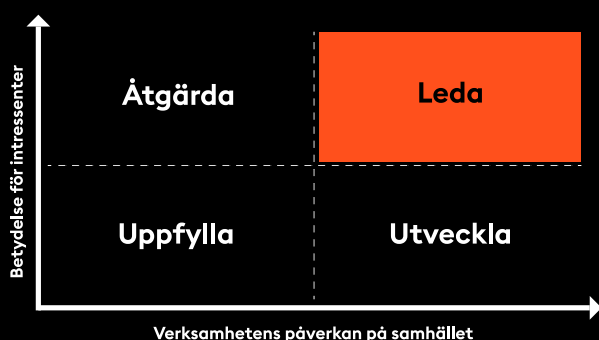 Betydelse för intressenter
Åtgärda
Leda
Uppfylla
Utveckla
Verksamhetens påverkan på samhället